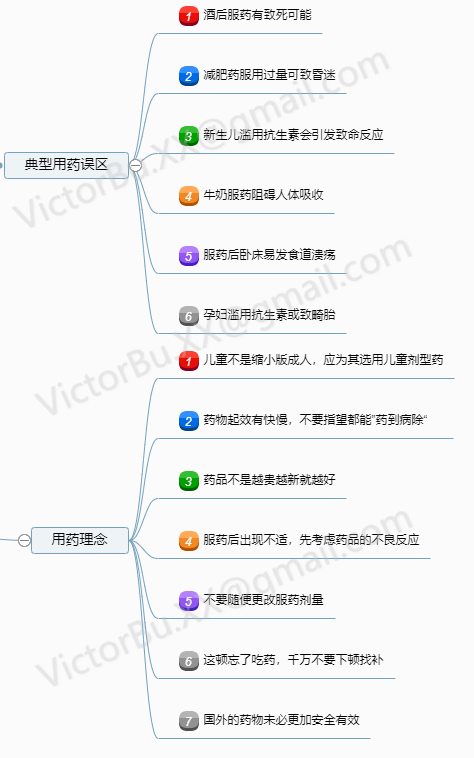 1 酒后服药有致死可能
2 减肥药服用过量可致昏迷
3 新生儿滥用抗生素会引发致命反应
典型用药误区
4 牛奶服药阻碍人体吸收
5 服药后卧床易发食道溃疡
6 孕妇滥用抗生素或致畸胎
1 儿童不是缩小版成人，应为其选用儿童剂型药
2 药物起效有快慢，不要指望都能"药到病除"
3 药品不是越贵越新就越好
用药理念
4 服药后出现不适，先考虑药品的不良反应
5 不要随便更改服药剂量
6 这顿忘了吃药，千万不要下顿找补
7 国外的药物未必更加安全有效
VictorBu.XX@gmail.com
VictorBu.XX@gmail.com
VictorBu.XX@gmail.com